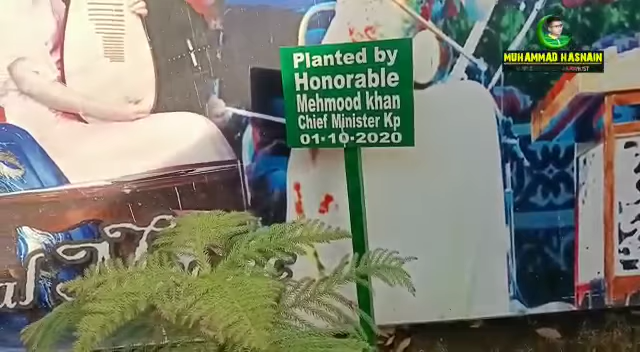 MUHAMMAD HASNAIN
Planted by
Honorable
Mehmood khan
Chief Minister Kp
01-10-2020